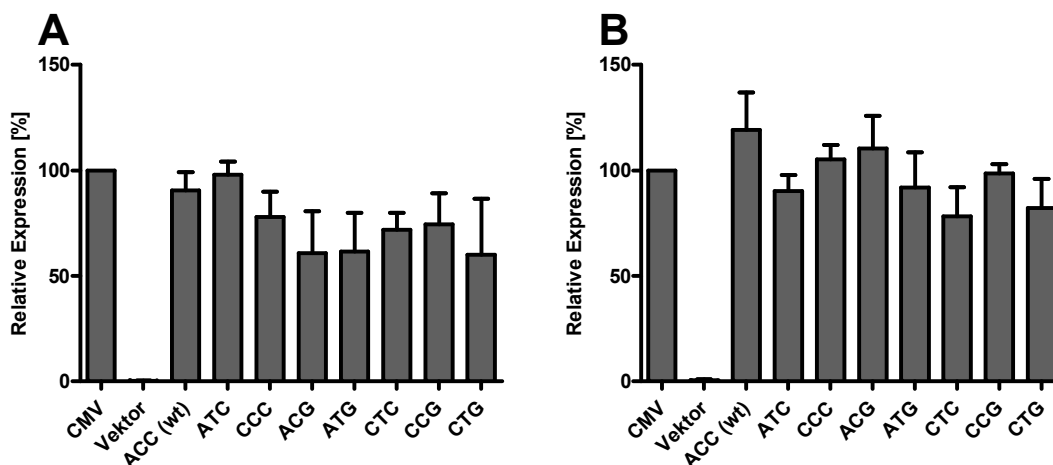 A
Relative Expression [%]
150
100
50
0
CMV
Vektor
ACC (wt)
ATC
CCC
ACG
ATG
CTC
CCG
CTG
B
Relative Expression [%]
150
100
50
0
CMV
Vektor
ACC (wt)
ATC
CCC
ACG
ATG
CTC
CCG
CTG